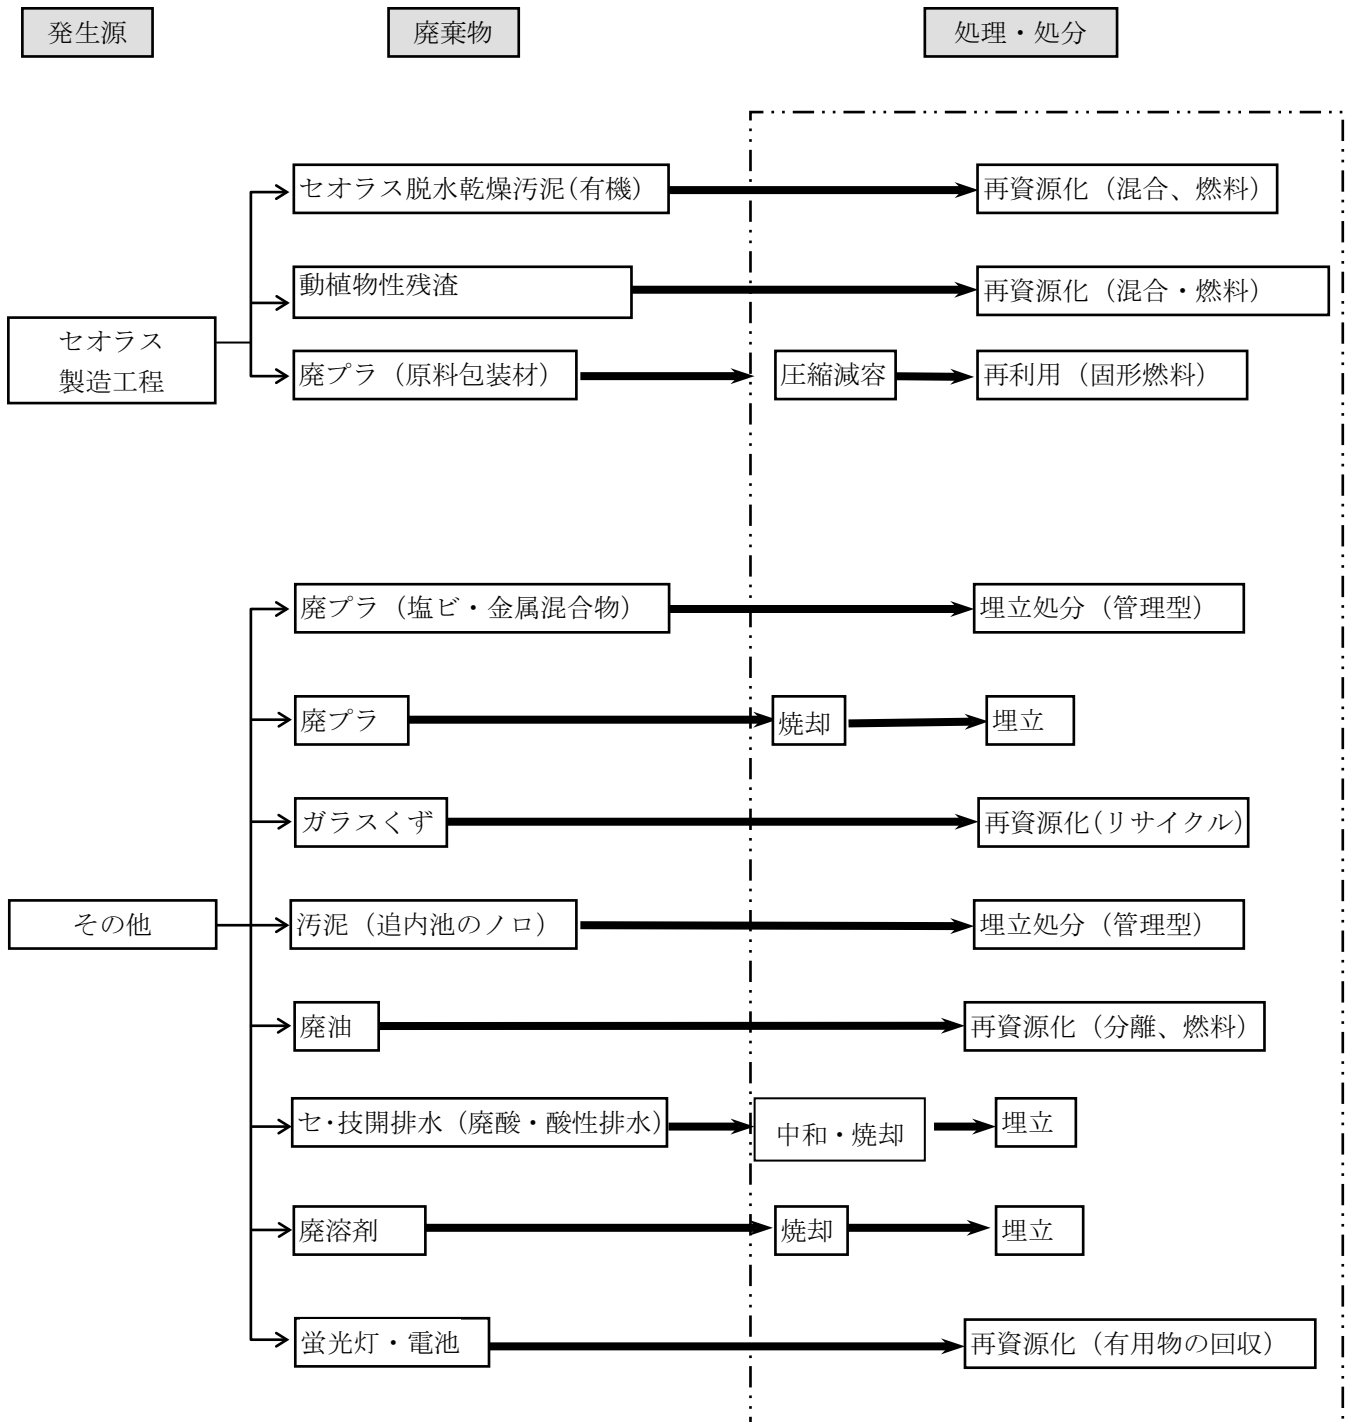 発生源
廃棄物
処理・処分
セオラス脱水乾燥汚泥(有機)
再資源化（混合、燃料）
動植物性残渣
再資源化（混合・燃料）
セオラス
製造工程
廃プラ（原料包装材）
圧縮減容
再利用（固形燃料）
廃プラ（塩ビ・金属混合物）
埋立処分（管理型）
廃プラ
焼却
埋立
ガラスくず
再資源化(リサイクル)
その他
汚泥（追内池のノロ）
埋立処分（管理型）
廃油
再資源化（分離、燃料）
セ・技開排水（廃酸・酸性排水）
中和・焼却
埋立
廃溶剤
焼却
埋立
蛍光灯・電池
再資源化（有用物の回収）